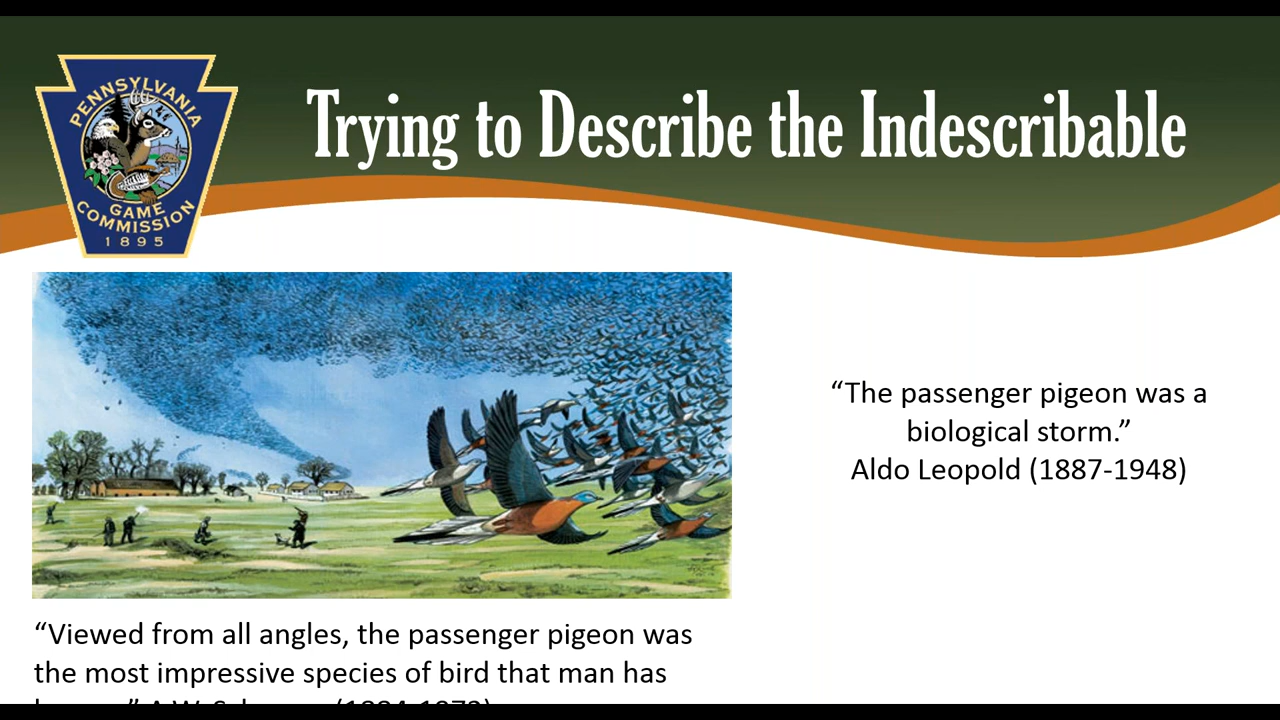 PENNSYLVANIA
GAME
COMMISSION
1895
Trying to Describe the Indescribable
“The passenger pigeon was a
biological storm.”
Aldo Leopold (1887-1948)
“Viewed from all angles, the passenger pigeon was
the most impressive species of bird that man has